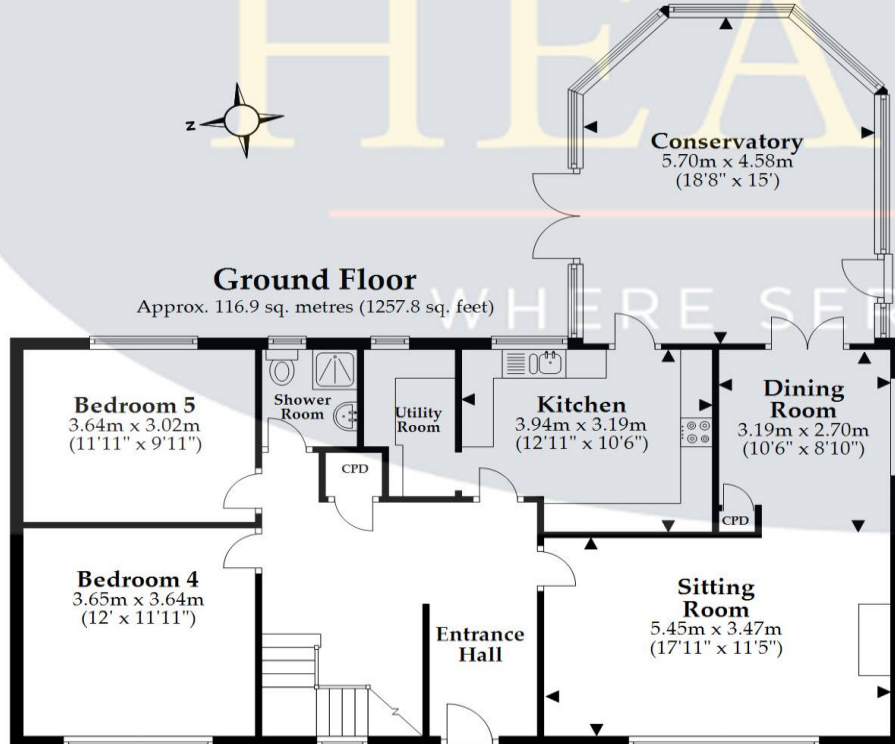 HEA
WHERE SER
N
Conservatory
5.70m x 4.58m
(18'8" x 15')
Ground Floor
Approx. 116.9 sq. metres (1257.8 sq. feet)
Bedroom 5
3.64m x 3.02m
(11'11" x 9'11")
Shower
Room
Utility
Room
Kitchen
3.94m x 3.19m
(12'11" x 10'6")
Dining
Room
3.19m x 2.70m
(10'6" x 8'10")
CPD
CPD
Bedroom 4
3.65m x 3.64m
(12' x 11'11")
Entrance
Hall
Sitting
Room
5.45m x 3.47m
(17'11" x 11'5")